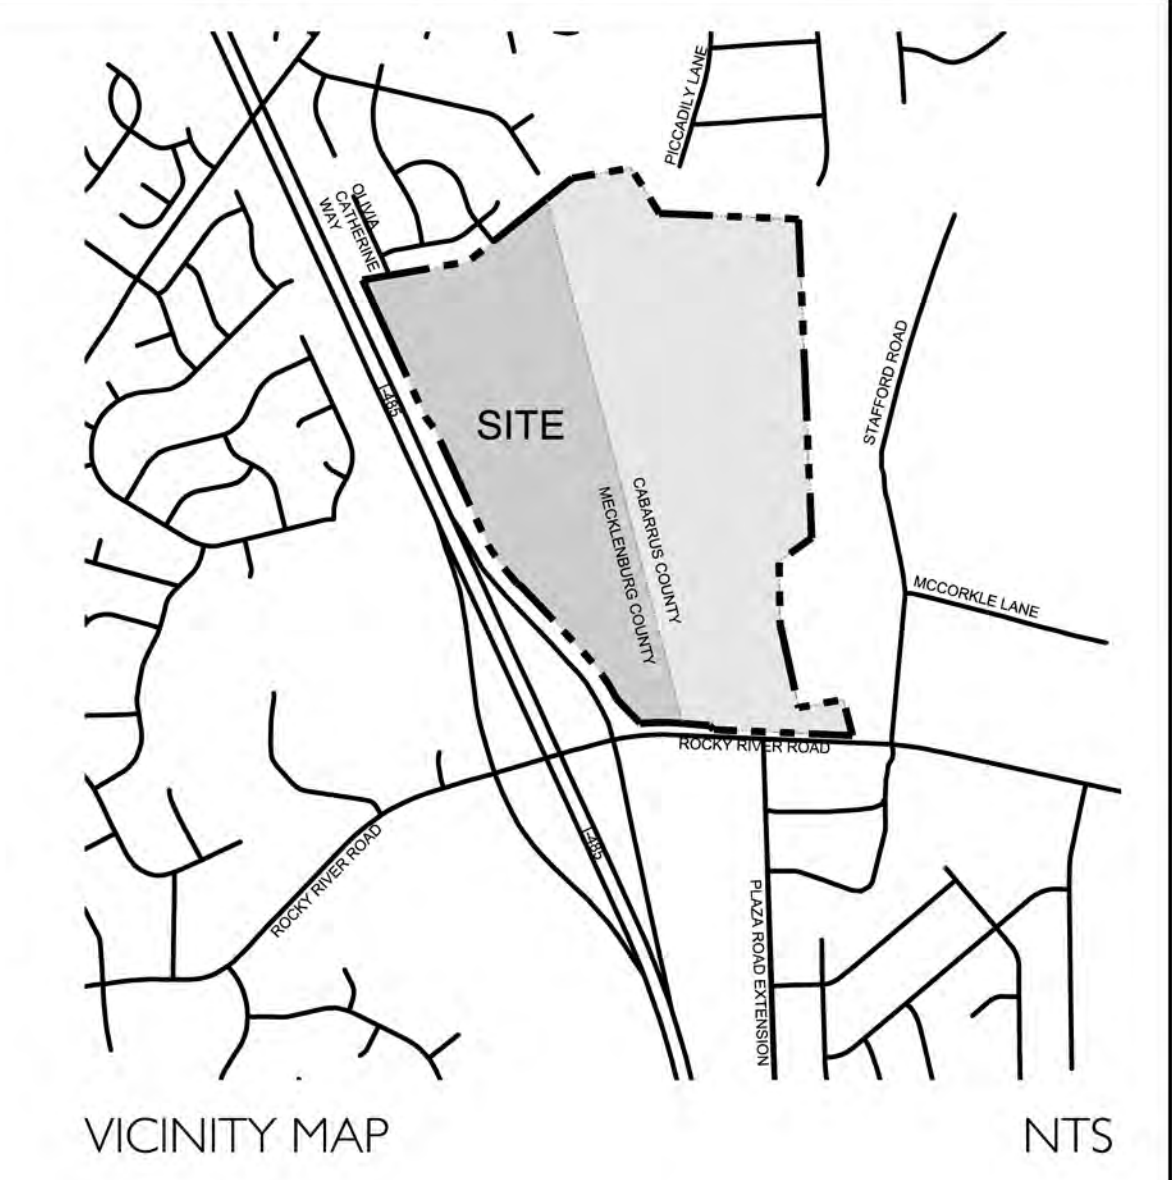 PICCADILY LANE
OLIVIA
CATHERINE
WAY
STAFFORD ROAD
I-485
SITE
CABARRUS COUNTY
MECKLENBURG COUNTY
MCCORKLE LANE
ROCKY RIVER ROAD
I-485
ROCKY RIVER ROAD
PLAZA ROAD EXTENSION
VICINITY MAP
NTS